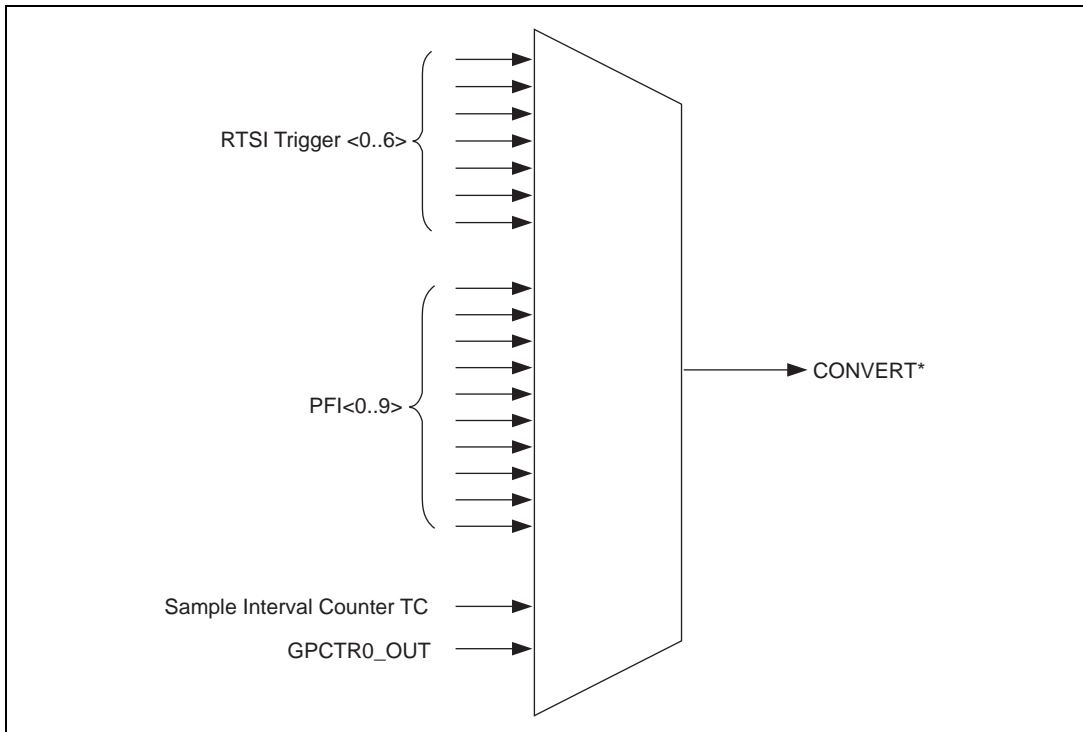 RTSI Trigger <0..6>
PFI<0..9>
CONVERT*
Sample Interval Counter TC
GPCTR0_OUT